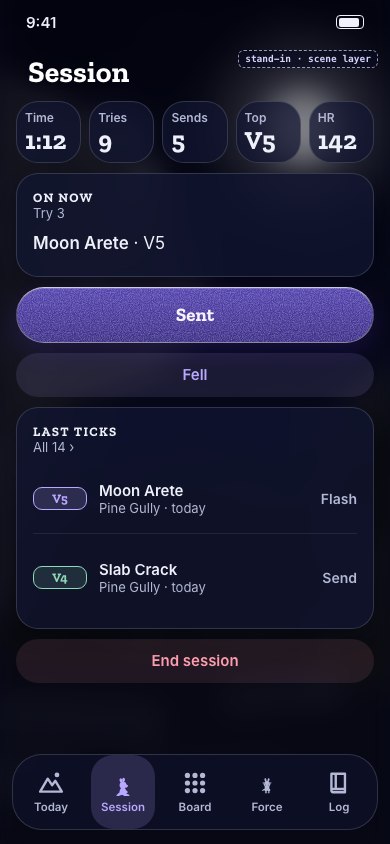 9:41
stand-in · scene layer
Session
Time
1:12
Tries
9
Sends
5
Top
V5
HR
142
ON NOW
Try 3
Moon Arete · V5
Sent
Fell
LAST TICKS
All 14 ›
V5
Moon Arete
Pine Gully · today
Flash
V4
Slab Crack
Pine Gully · today
Send
End session
Today
Session
Board
Force
Log